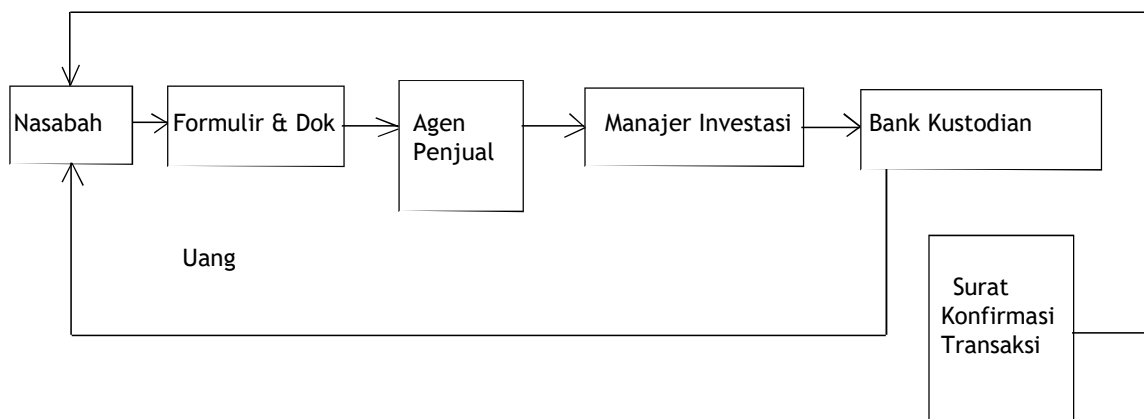 Nasabah
Formulir & Dok
Agen
Penjual
Manajer Investasi
Bank Kustodian
Uang
Surat
Konfirmasi
Transaksi